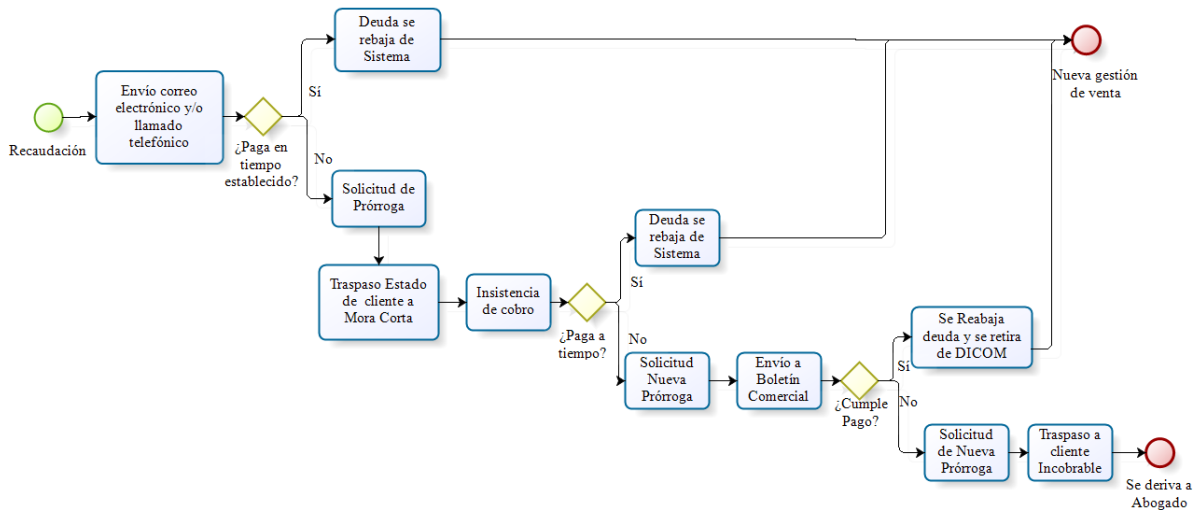 Deuda se
rebaja de
Sistema
Nueva gestión
de venta
Envío correo
electrónico y/o
llamado
telefónico
Sí
Recaudación
¿Paga en
tiempo
establecido?
No
Solicitud de
Prórroga
Deuda se
rebaja de
Sistema
Traspaso Estado
de cliente a
Mora Corta
Insistencia
de cobro
Sí
¿Paga a
tiempo?
No
Se Reabaja
deuda y se retira
de DICOM
Solicitud
Nueva
Prórroga
Envío a
Boletín
Comercial
Sí
¿Cumple
Pago?
No
Solicitud
de Nueva
Prórroga
Traspaso a
cliente
Incobrable
Se deriva a
Abogado